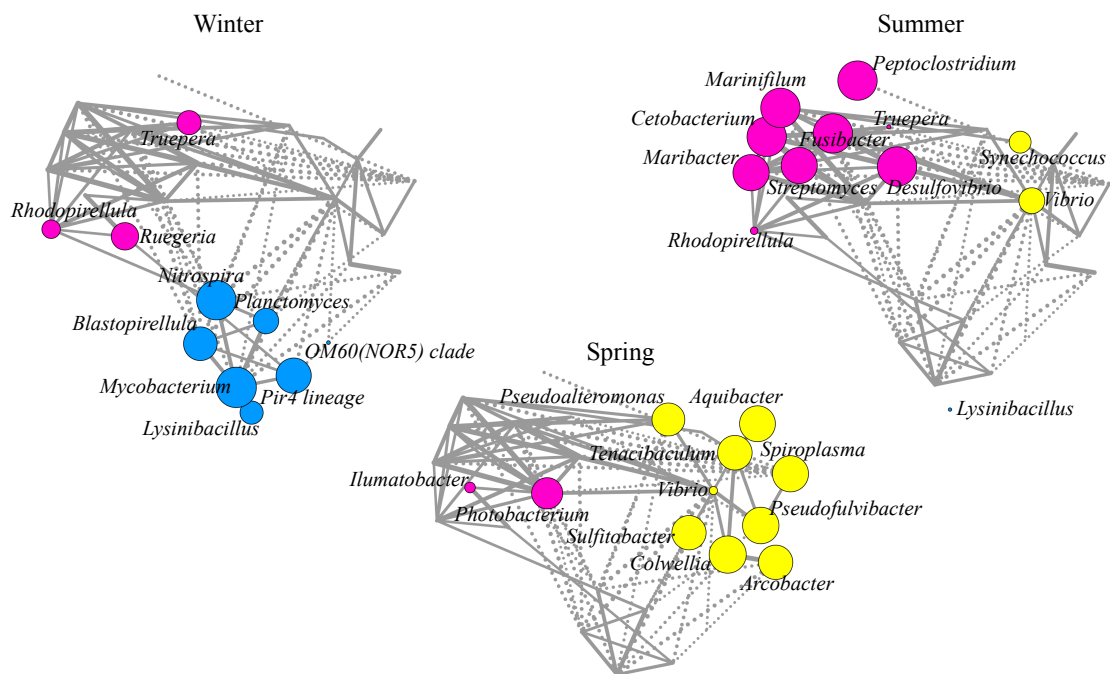 Winter
Truepera
Rhodopirellula
Ruegeria
Nitrospira
Planctomyces
Blastopirellula
OM60(NOR5) clade
Mycobacterium
Pir4 lineage
Lysinibacillus
Summer
Peptoclostridium
Marinifilum
Cetobacterium
Truepera
Fusibacter
Synechococcus
Maribacter
Streptomyces
Desulfovibrio
Vibrio
Rhodopirellula
Lysinibacillus
Spring
Pseudoalteromonas
Aquibacter
Tenacibaculum
Spiroplasma
Ilumatobacter
Vibrio
Photobacterium
Pseudofulvibacter
Sulfitobacter
Colwellia
Arcobacter